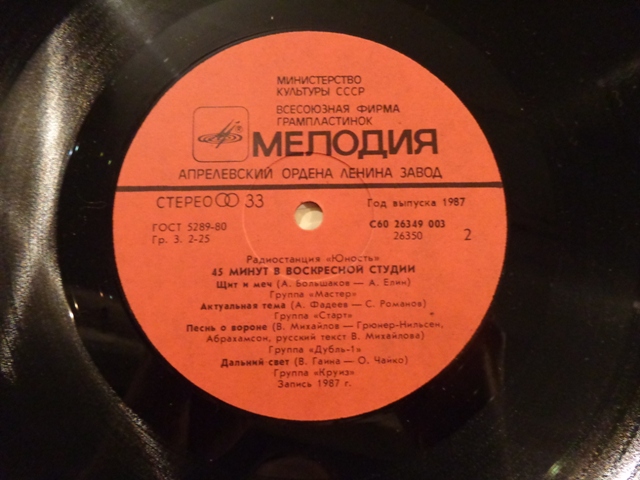 МИНИСТЕРСТВО
КУЛЬТУРЫ СССР
ВСЕСОЮЗНАЯ ФИРМА
ГРАМПЛАСТИНОК
МЕЛОДИЯ
АПРЕЛЕВСКИЙ ОРДЕНА ЛЕНИНА ЗАВОД
СТЕРЕО 33
Год выпуска 1987
ГОСТ 5289-80
Гр. 3. 2-25
С60 26349 003
26350
2
Радиостанция «Юность»
45 МИНУТ В ВОСКРЕСНОЙ СТУДИИ
Щит и меч (А. Большаков — А. Елин)
Группа «Мастер»
Актуальная тема (А. Фадеев — С. Романов)
Группа «Старт»
Песнь о вороне (В. Михайлов — Грюнер-Нильсен,
Абрахамсон, русский текст В. Михайлова)
Группа «Дубль-1»
Дальний свет (В. Гаина — О. Чайко)
Группа «Круиз»
Запись 1987 г.